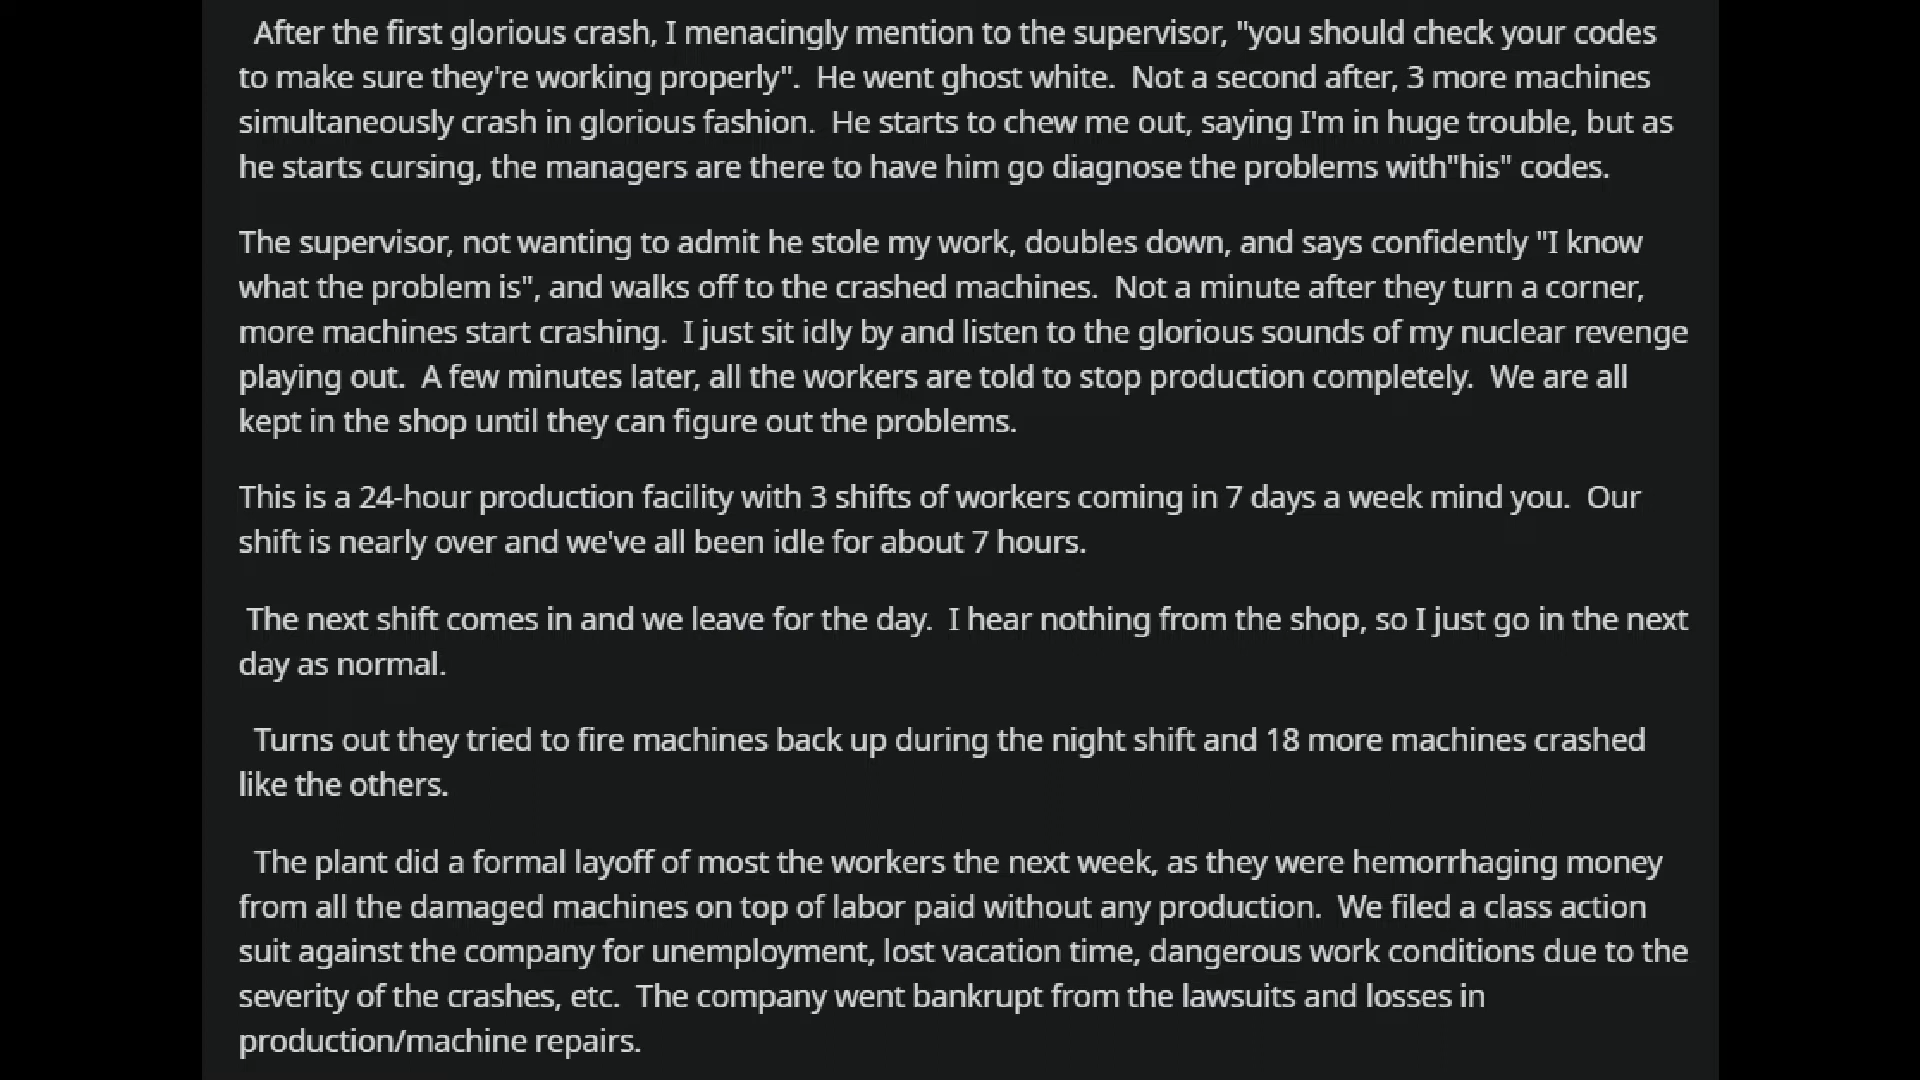 After the first glorious crash, I menacingly mention to the supervisor, "you should check your codes
to make sure they're working properly".  He went ghost white.  Not a second after, 3 more machines
simultaneously crash in glorious fashion.  He starts to chew me out, saying I'm in huge trouble, but as
he starts cursing, the managers are there to have him go diagnose the problems with"his" codes.
The supervisor, not wanting to admit he stole my work, doubles down, and says confidently "I know
what the problem is", and walks off to the crashed machines.  Not a minute after they turn a corner,
more machines start crashing.  I just sit idly by and listen to the glorious sounds of my nuclear revenge
playing out.  A few minutes later, all the workers are told to stop production completely.  We are all
kept in the shop until they can figure out the problems.
This is a 24-hour production facility with 3 shifts of workers coming in 7 days a week mind you.  Our
shift is nearly over and we've all been idle for about 7 hours.
The next shift comes in and we leave for the day.  I hear nothing from the shop, so I just go in the next
day as normal.
Turns out they tried to fire machines back up during the night shift and 18 more machines crashed
like the others.
The plant did a formal layoff of most the workers the next week, as they were hemorrhaging money
from all the damaged machines on top of labor paid without any production.  We filed a class action
suit against the company for unemployment, lost vacation time, dangerous work conditions due to the
severity of the crashes, etc.  The company went bankrupt from the lawsuits and losses in
production/machine repairs.